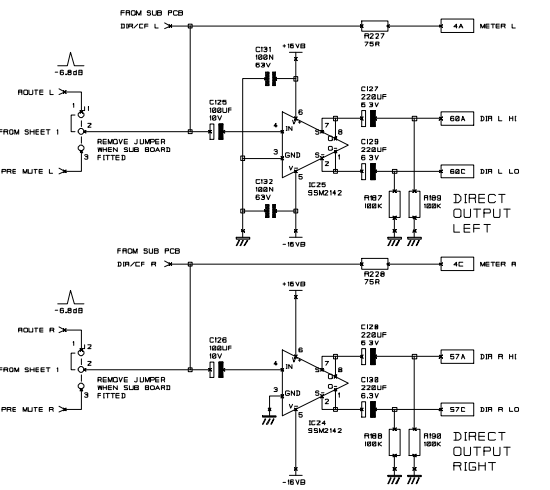 FROM SUB PCB
DIR/CF L
R227
75R
4A
METER L
-6.8dB
ROUTE L
1
J1
2
FROM SHEET 1
3
REMOVE JUMPER
WHEN SUB BOARD
FITTED
PRE MUTE L
C125
100UF
10V
C131
100N
63V
+16VB
6
V+
4
IN
3
GND
S
7
8
S
2
1
V-
5
IC25
SSM2142
C132
100N
63V
-16VB
C127
220UF
6.3V
C129
220UF
6.3V
60A
DIR L HI
60C
DIR L LO
R187
100K
R189
100K
DIRECT
OUTPUT
LEFT
FROM SUB PCB
DIR/CF R
R228
75R
4C
METER R
-6.8dB
ROUTE R
1
J2
2
FROM SHEET 1
3
REMOVE JUMPER
WHEN SUB BOARD
FITTED
PRE MUTE R
C126
100UF
10V
+16VB
6
V+
4
IN
3
GND
S
7
8
S
2
1
V-
5
IC24
SSM2142
-16VB
C128
220UF
6.3V
C130
220UF
6.3V
57A
DIR R HI
57C
DIR R LO
R188
100K
R190
100K
DIRECT
OUTPUT
RIGHT